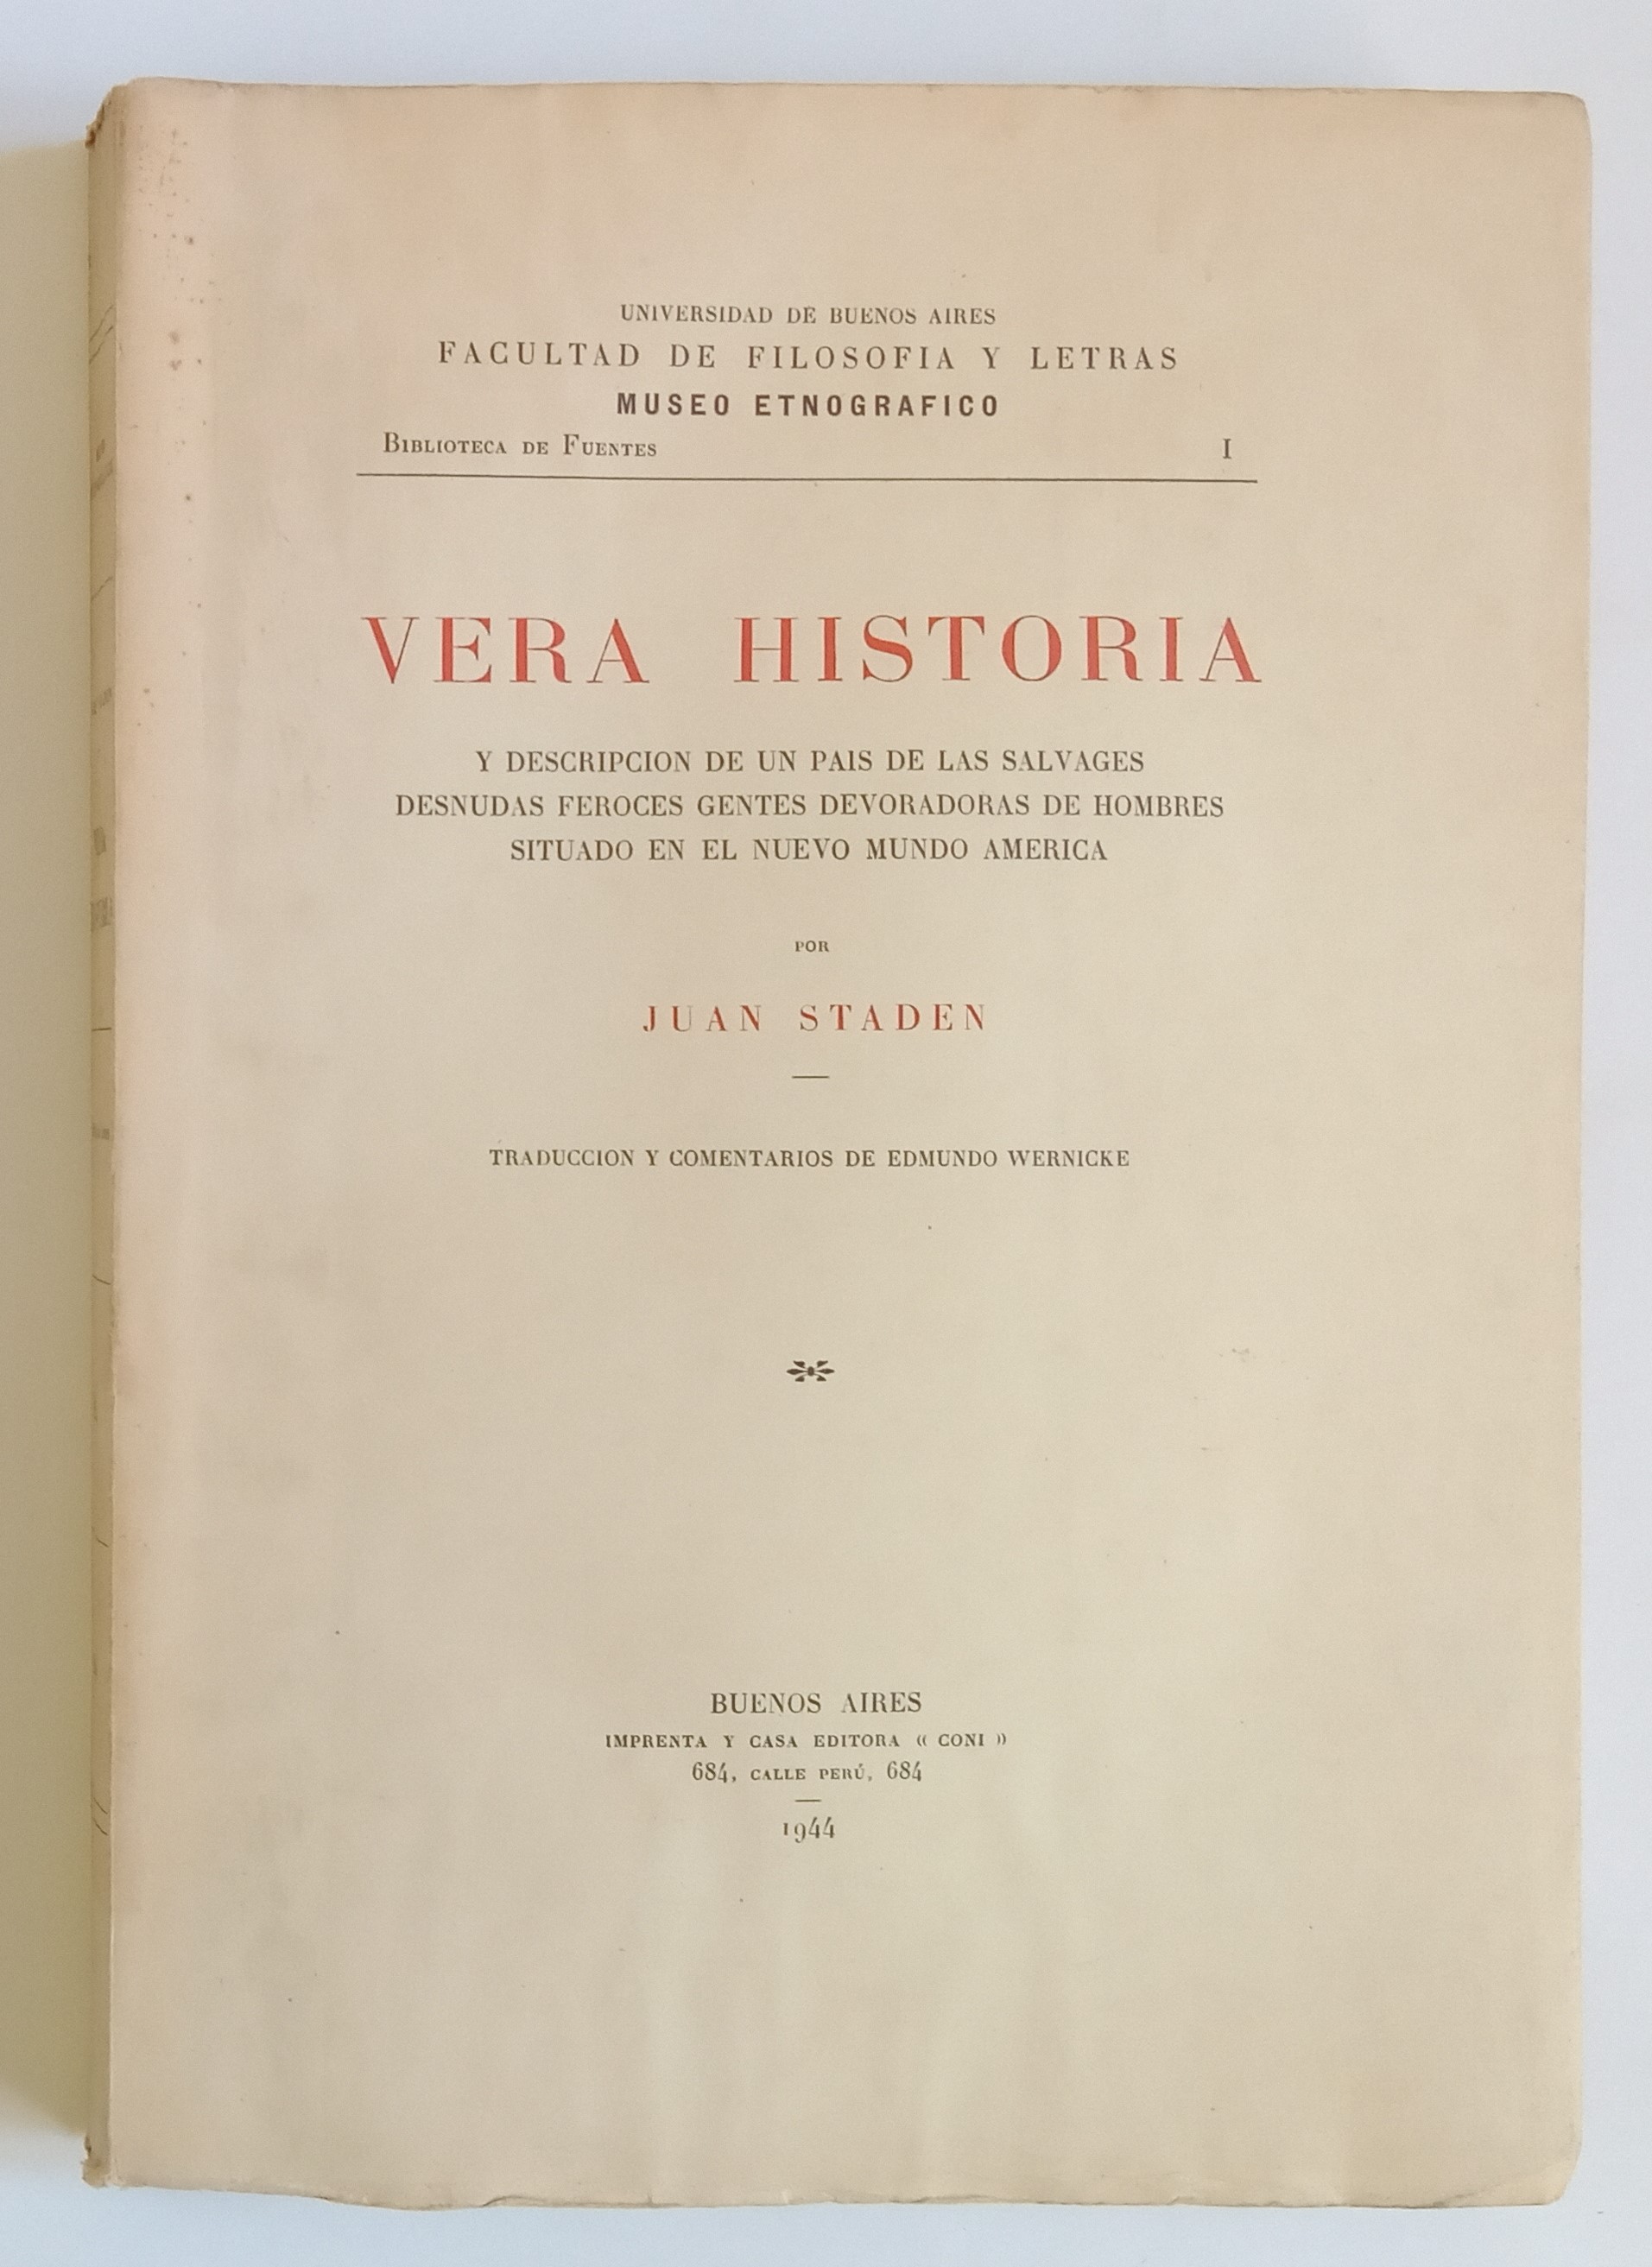 UNIVERSIDAD DE BUENOS AIRES
FACULTAD DE FILOSOFIA Y LETRAS
MUSEO ETNOGRAFICO
BIBLIOTECA DE FUENTES I
VERA HISTORIA
Y DESCRIPCION DE UN PAIS DE LAS SALVAGES
DESNUDAS FEROCES GENTES DEVORADORAS DE HOMBRES
SITUADO EN EL NUEVO MUNDO AMERICA
POR
JUAN STADEN
TRADUCCION Y COMENTARIOS DE EDMUNDO WERNICKE
BUENOS AIRES
IMPRENTA Y CASA EDITORA « CONI »
684, CALLE PERÚ, 684
1944